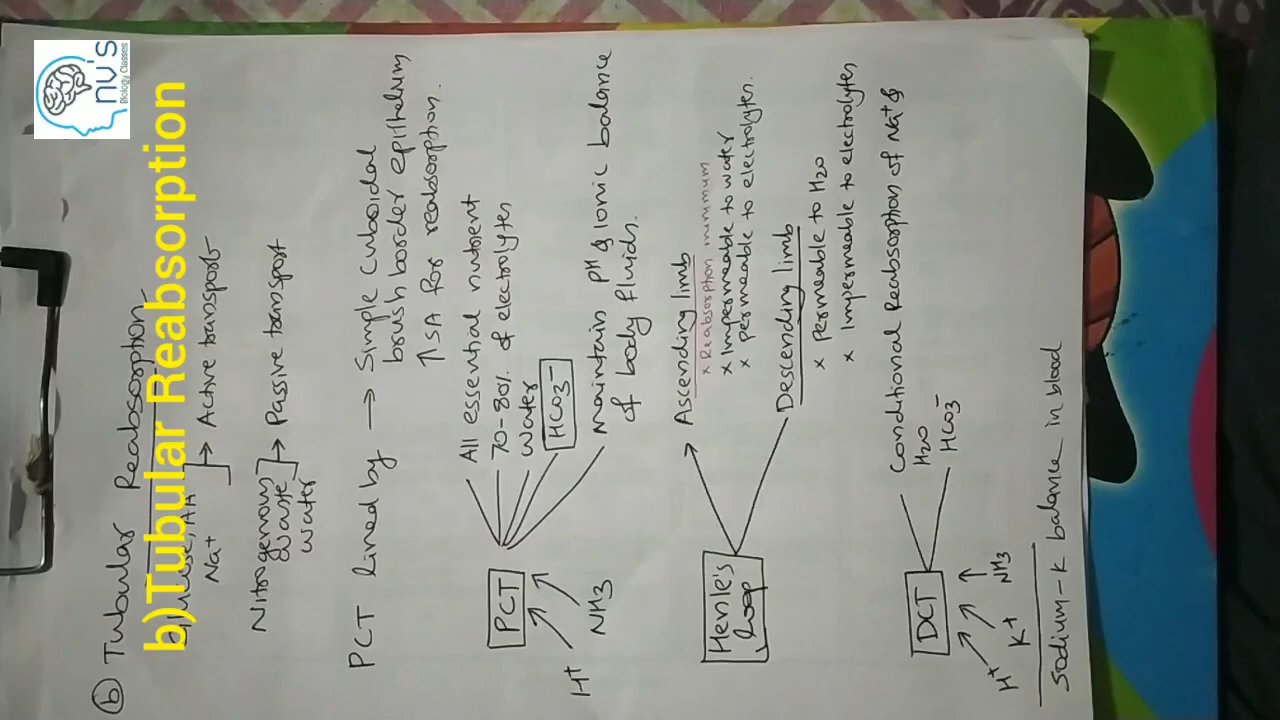 nv's
Biology Classes
b)Tubular Reabsorption
(b) Tubular Reabsorption
Glucose, AA
Na+ → Active transport
Nitrogenous
waste → Passive transport
water
PCT lined by → Simple cuboidal
brush border epithelium
↑SA for reabsorption.
PCT
H+
NH3
All essential nutrient
70-80% of electrolytes
water
HCO3-
maintain pH & ionic balance
of body fluids.
Henle's
loop
Ascending limb
x Reabsorption minimum
x Impermeable to water
x permeable to electrolytes.
Descending limb
x Permeable to H2O
x Impermeable to electrolytes
DCT
H+
K+
NH3
Conditional Reabsorption of Na+ &
H2O
HCO3-
Sodium-K balance in blood